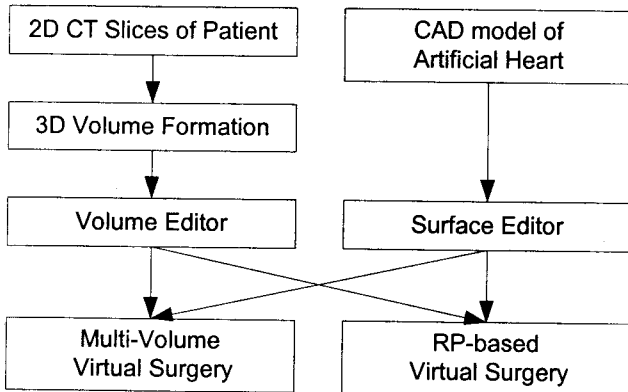 2D CT Slices of Patient
CAD model of
Artificial Heart
3D Volume Formation
Volume Editor
Surface Editor
Multi-Volume
Virtual Surgery
RP-based
Virtual Surgery